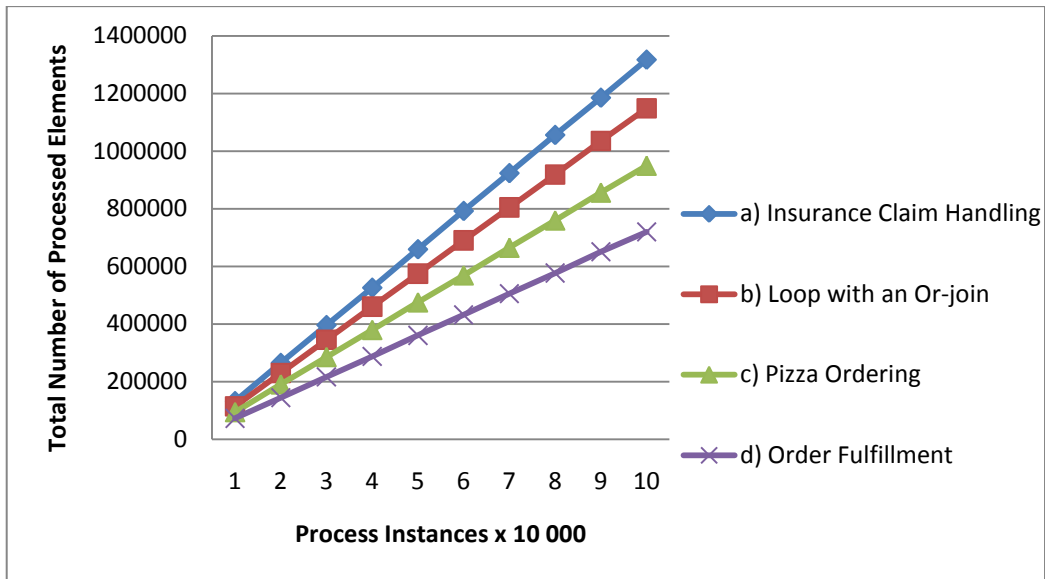 Total Number of Processed Elements
1400000
1200000
1000000
800000
600000
400000
200000
0
1 2 3 4 5 6 7 8 9 10
Process Instances x 10 000
a) Insurance Claim Handling
b) Loop with an Or-join
c) Pizza Ordering
d) Order Fulfillment